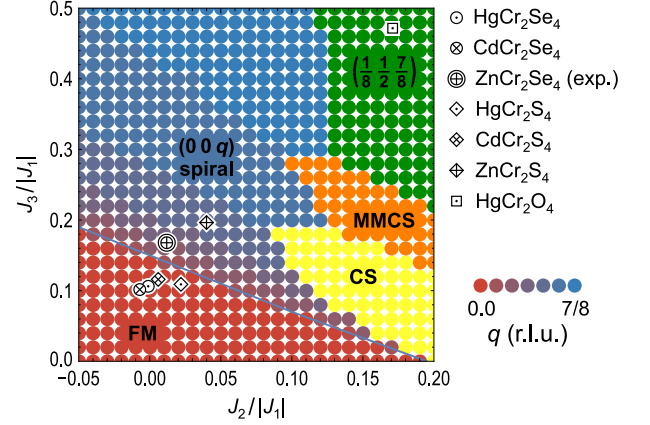 0.5
0.4
0.3
0.2
0.1
0.0
J₃/|J₁|
−0.05
0.00
0.05
0.10
0.15
0.20
J₂/|J₁|
(1/8 1/2 7/8)
(0 0 q)
spiral
MMCS
CS
FM
HgCr₂Se₄
CdCr₂Se₄
ZnCr₂Se₄ (exp.)
HgCr₂S₄
CdCr₂S₄
ZnCr₂S₄
HgCr₂O₄
0.0 7/8
q (r.l.u.)